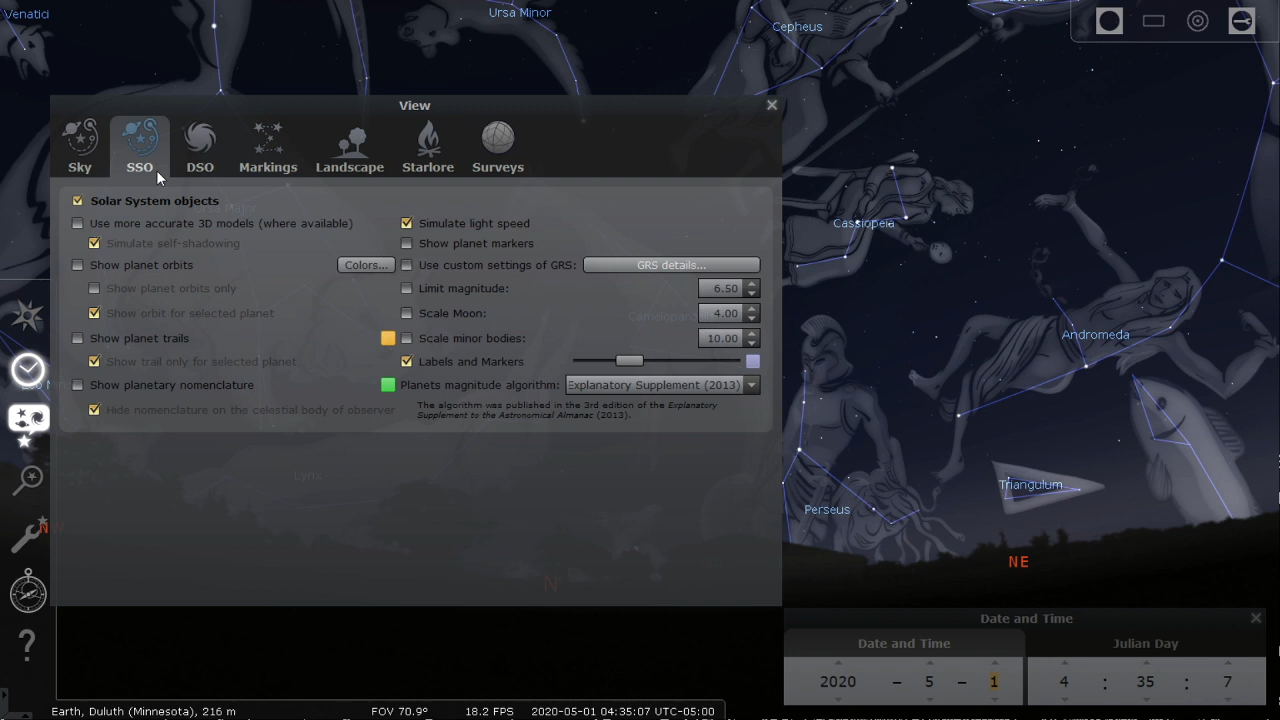 Venatici
Ursa Minor
Cepheus
View
Sky
SSO
DSO
Markings
Landscape
Starlore
Surveys
Solar System objects
Use more accurate 3D models (where available)
Simulate light speed
Simulate self-shadowing
Show planet markers
Show planet orbits
Colors...
Use custom settings of GRS:
GRS details...
Show planet orbits only
Limit magnitude:
6.50
Show orbit for selected planet
Scale Moon:
4.00
Show planet trails
Scale minor bodies:
10.00
Show trail only for selected planet
Labels and Markers
Show planetary nomenclature
Planets magnitude algorithm:
Explanatory Supplement (2013)
Hide nomenclature on the celestial body of observer
The algorithm was published in the 3rd edition of the Explanatory
Supplement to the Astronomical Almanac (2013).
Lynx
N
Cassiopeia
Andromeda
Triangulum
Perseus
NE
Date and Time
Date and Time
Julian Day
2020 – 5 – 1
4 : 35 : 7
Earth, Duluth (Minnesota), 216 m
FOV 70.9°
18.2 FPS
2020-05-01 04:35:07 UTC-05:00